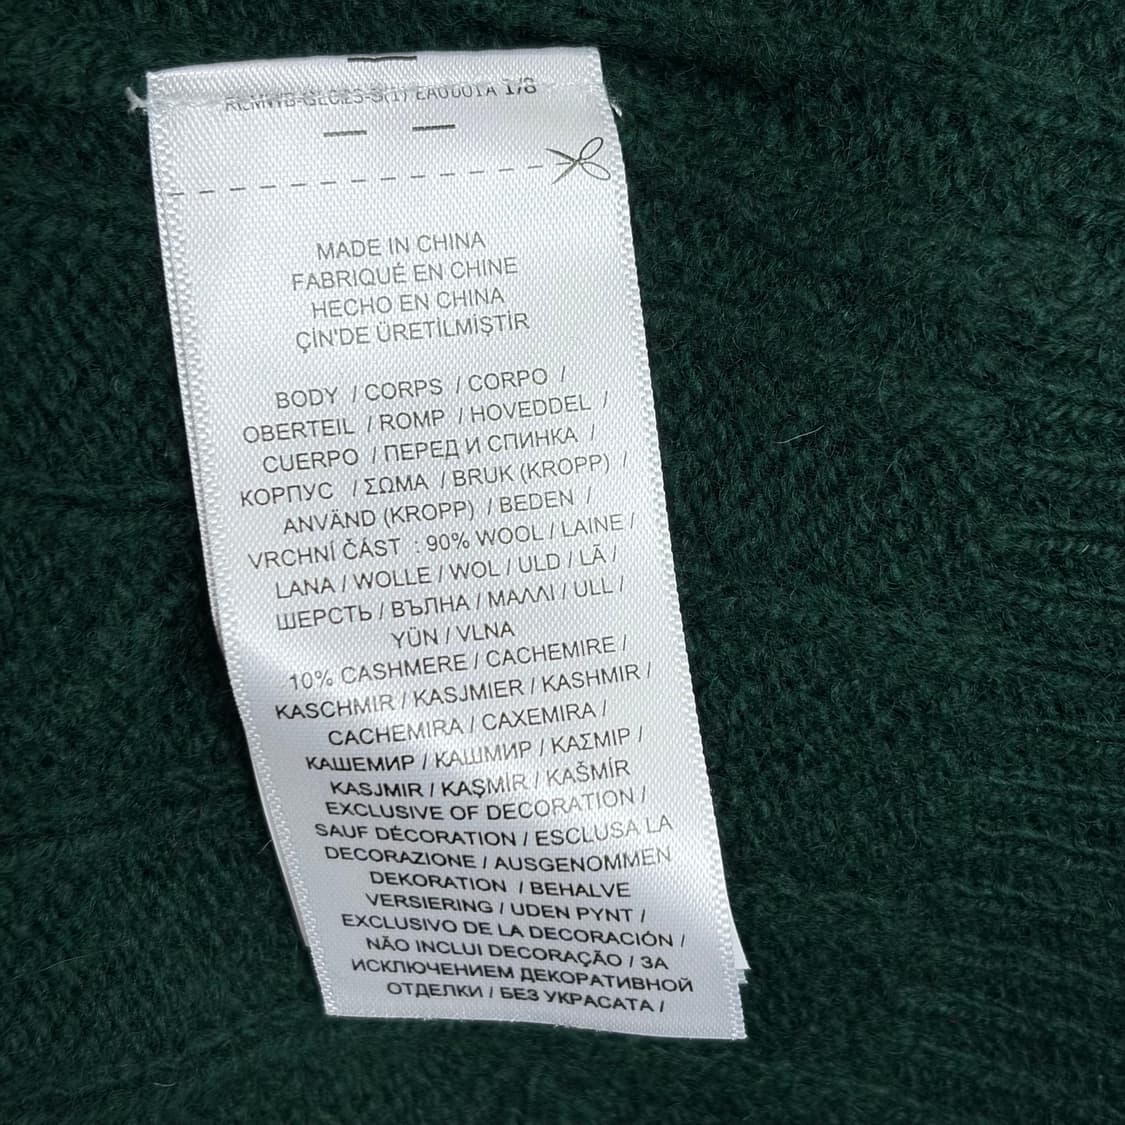 1/8
MADE IN CHINA
FABRIQUÉ EN CHINE
HECHO EN CHINA
ÇİN'DE ÜRETİLMİŞTİR
BODY / CORPS / CORPO /
OBERTEIL / ROMP / HOVEDDEL /
CUERPO / ПЕРЕД И СПИНКА /
КОРПУС / ΣΩΜΑ / BRUK (KROPP) /
ANVÄND (KROPP) / BEDEN /
VRCHNÍ ČÁST : 90% WOOL / LAINE /
LANA / WOLLE / WOL / ULD / LÃ /
ШЕРСТЬ / ВЪЛНА / ΜΑΛΛΙ / ULL /
YÜN / VLNA
10% CASHMERE / CACHEMIRE /
KASCHMIR / KASJMIER / KASHMIR /
CACHEMIRA / CAXEMIRA /
КАШЕМИР / КАШМИР / ΚΑΣΜΙΡ /
KASJMIR / KAŞMİR / KAŠMÍR
EXCLUSIVE OF DECORATION /
SAUF DÉCORATION / ESCLUSA LA
DECORAZIONE / AUSGENOMMEN
DEKORATION / BEHALVE
VERSIERING / UDEN PYNT /
EXCLUSIVO DE LA DECORACIÓN /
NÃO INCLUI DECORAÇÃO / ЗА
ИСКЛЮЧЕНИЕМ ДЕКОРАТИВНОЙ
ОТДЕЛКИ / БЕЗ УКРАСАТА /